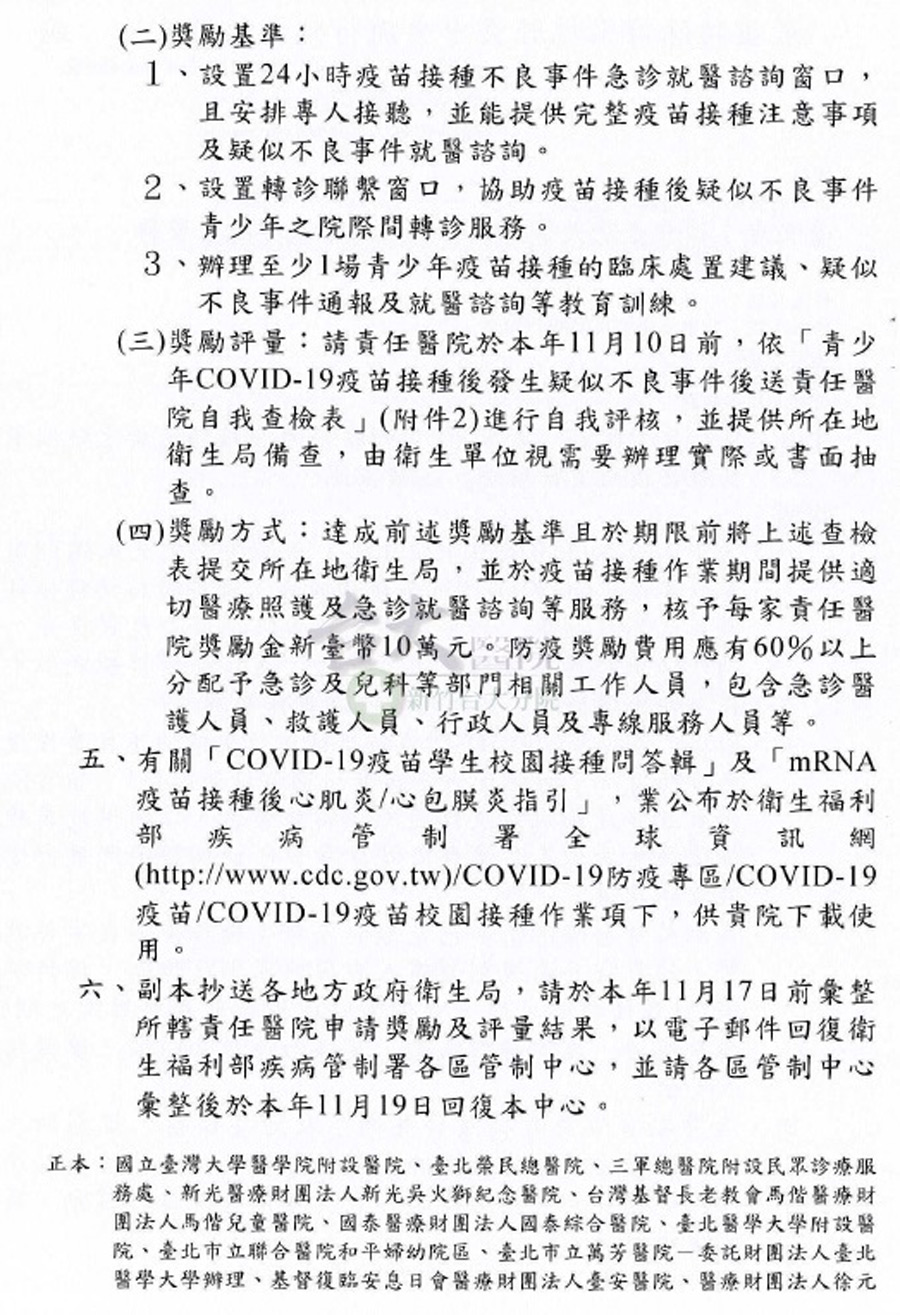 (二)獎勵基準：
1、設置24小時疫苗接種不良事件急診就醫諮詢窗口，
且安排專人接聽，並能提供完整疫苗接種注意事項
及疑似不良事件就醫諮詢。
2、設置轉診聯繫窗口，協助疫苗接種後疑似不良事件
青少年之院際間轉診服務。
3、辦理至少1場青少年疫苗接種的臨床處置建議、疑似
不良事件通報及就醫諮詢等教育訓練。
(三)獎勵評量：請責任醫院於本年11月10日前，依「青少
年COVID-19疫苗接種後發生疑似不良事件後送責任醫
院自我查檢表」(附件2)進行自我評核，並提供所在地
衛生局備查，由衛生單位視需要辦理實際或書面抽
查。
(四)獎勵方式：達成前述獎勵基準且於期限前將上述查檢
表提交所在地衛生局，並於疫苗接種作業期間提供適
切醫療照護及急診就醫諮詢等服務，核予每家責任醫
院獎勵金新臺幣10萬元。防疫獎勵費用應有60%以上
分配予急診及兒科等部門相關工作人員，包含急診醫
護人員、救護人員、行政人員及專線服務人員等。
五、有關「COVID-19疫苗學生校園接種問答輯」及「mRNA
疫苗接種後心肌炎/心包膜炎指引」，業公布於衛生福利
部疾病管制署全球資訊網
(http://www.cdc.gov.tw)/COVID-19防疫專區/COVID-19
疫苗/COVID-19疫苗校園接種作業項下，供貴院下載使
用。
六、副本抄送各地方政府衛生局，請於本年11月17日前彙整
所轄責任醫院申請獎勵及評量結果，以電子郵件回復衛
生福利部疾病管制署各區管制中心，並請各區管制中心
彙整後於本年11月19日回復本中心。
正本：國立臺灣大學醫學院附設醫院、臺北榮民總醫院、三軍總醫院附設民眾診療服
務處、新光醫療財團法人新光吳火獅紀念醫院、台灣基督長老教會馬偕醫療財
團法人馬偕兒童醫院、國泰醫療財團法人國泰綜合醫院、臺北醫學大學附設醫
院、臺北市立聯合醫院和平婦幼院區、臺北市立萬芳醫院－委託財團法人臺北
醫學大學辦理、基督復臨安息日會醫療財團法人臺安醫院、醫療財團法人徐元